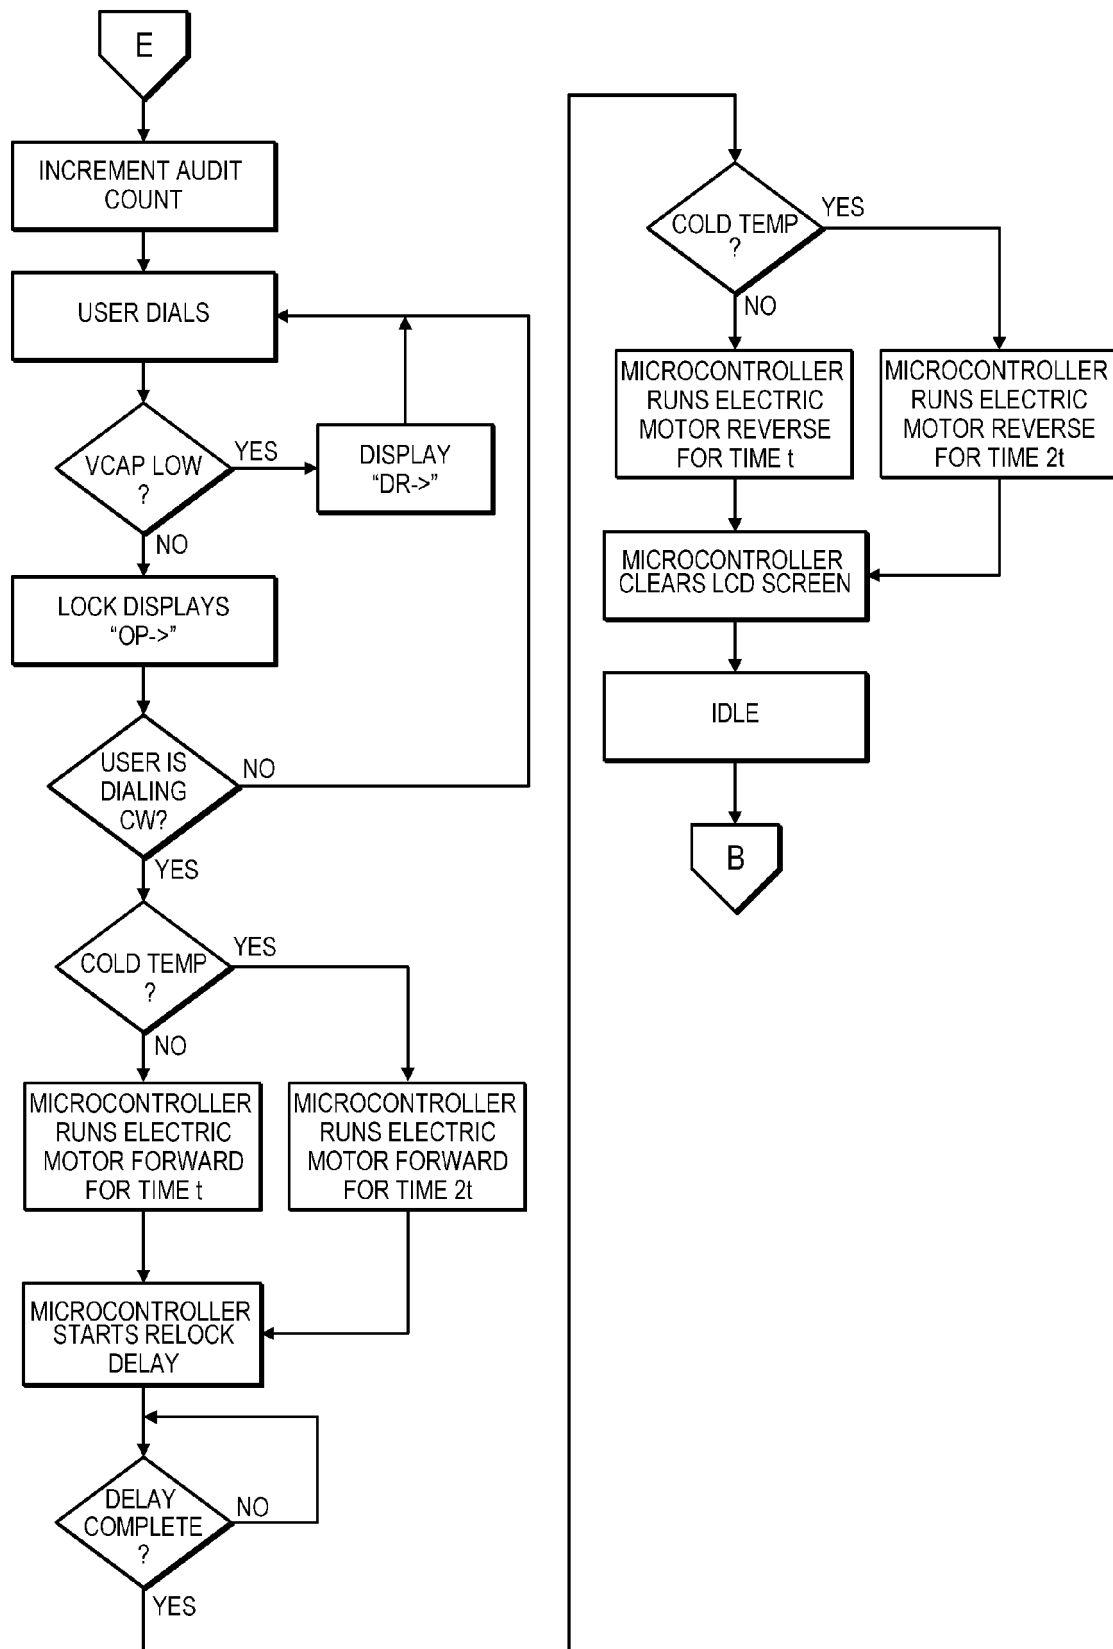 E
INCREMENT AUDIT
COUNT
USER DIALS
VCAP LOW
?
YES
DISPLAY
“DR->”
NO
LOCK DISPLAYS
“OP->”
USER IS
DIALING
CW?
NO
YES
COLD TEMP
?
YES
NO
MICROCONTROLLER
RUNS ELECTRIC
MOTOR FORWARD
FOR TIME t
MICROCONTROLLER
RUNS ELECTRIC
MOTOR FORWARD
FOR TIME 2t
MICROCONTROLLER
STARTS RELOCK
DELAY
DELAY
COMPLETE
?
NO
YES
COLD TEMP
?
YES
NO
MICROCONTROLLER
RUNS ELECTRIC
MOTOR REVERSE
FOR TIME t
MICROCONTROLLER
RUNS ELECTRIC
MOTOR REVERSE
FOR TIME 2t
MICROCONTROLLER
CLEARS LCD SCREEN
IDLE
B